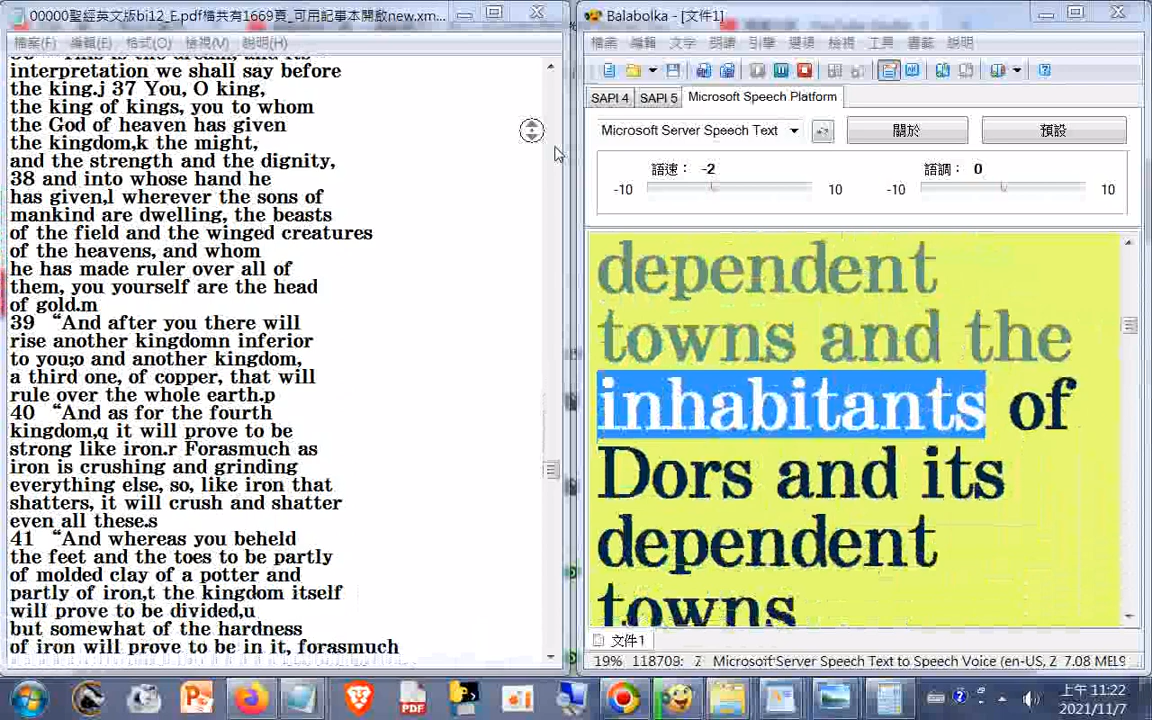 00000聖經英文版bi12_E.pdf檔共有1669頁_可用記事本開啟new.xm...
檔案(F) 編輯(E) 格式(O) 檢視(V) 說明(H)
interpretation we shall say before
the king.j 37 You, O king,
the king of kings, you to whom
the God of heaven has given
the kingdom,k the might,
and the strength and the dignity,
38 and into whose hand he
has given,l wherever the sons of
mankind are dwelling, the beasts
of the field and the winged creatures
of the heavens, and whom
he has made ruler over all of
them, you yourself are the head
of gold.m
39 “And after you there will
rise another kingdomn inferior
to you;o and another kingdom,
a third one, of copper, that will
rule over the whole earth.p
40 “And as for the fourth
kingdom,q it will prove to be
strong like iron.r Forasmuch as
iron is crushing and grinding
everything else, so, like iron that
shatters, it will crush and shatter
even all these.s
41 “And whereas you beheld
the feet and the toes to be partly
of molded clay of a potter and
partly of iron,t the kingdom itself
will prove to be divided,u
but somewhat of the hardness
of iron will prove to be in it, forasmuch
Balabolka - [文件1]
檔案 編輯 文字 朗讀 引擎 選項 檢視 工具 書籤 說明
SAPI 4 SAPI 5 Microsoft Speech Platform
Microsoft Server Speech Text 關於 預設
語速： -2 語調： 0
-10 10 -10 10
dependent
towns and the
inhabitants of
Dors and its
dependent
towns
文件1
19% 118709: Microsoft Server Speech Text to Speech Voice (en-US, Z 7.08
上午 11:22
2021/11/7